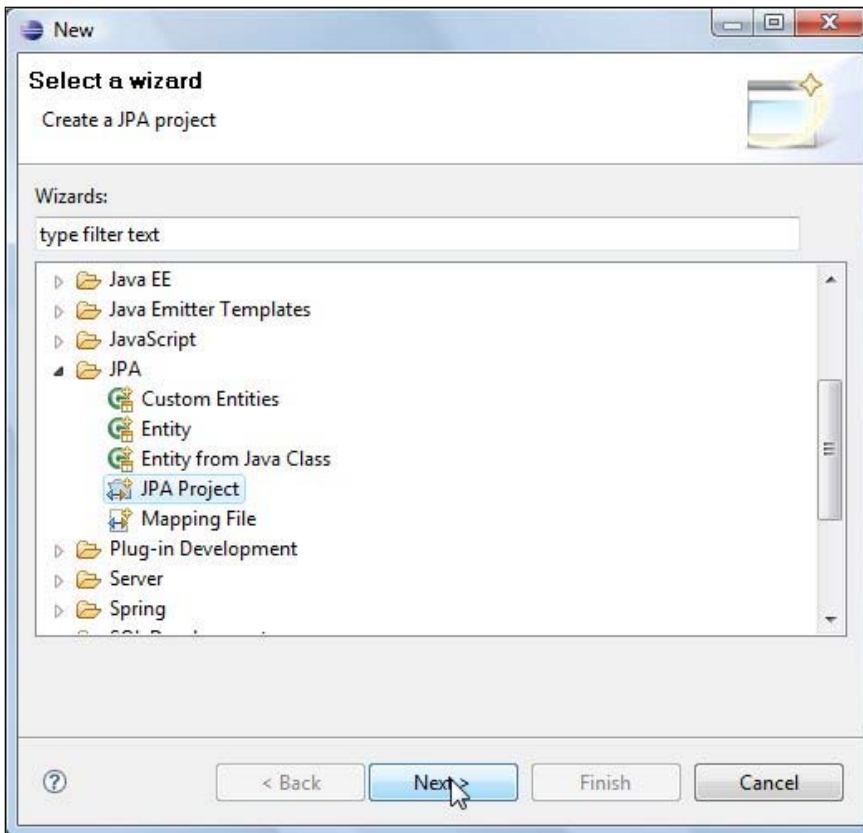 New
Select a wizard
Create a JPA project
Wizards:
type filter text
Java EE
Java Emitter Templates
JavaScript
JPA
Custom Entities
Entity
Entity from Java Class
JPA Project
Mapping File
Plug-in Development
Server
Spring
< Back Next > Finish Cancel